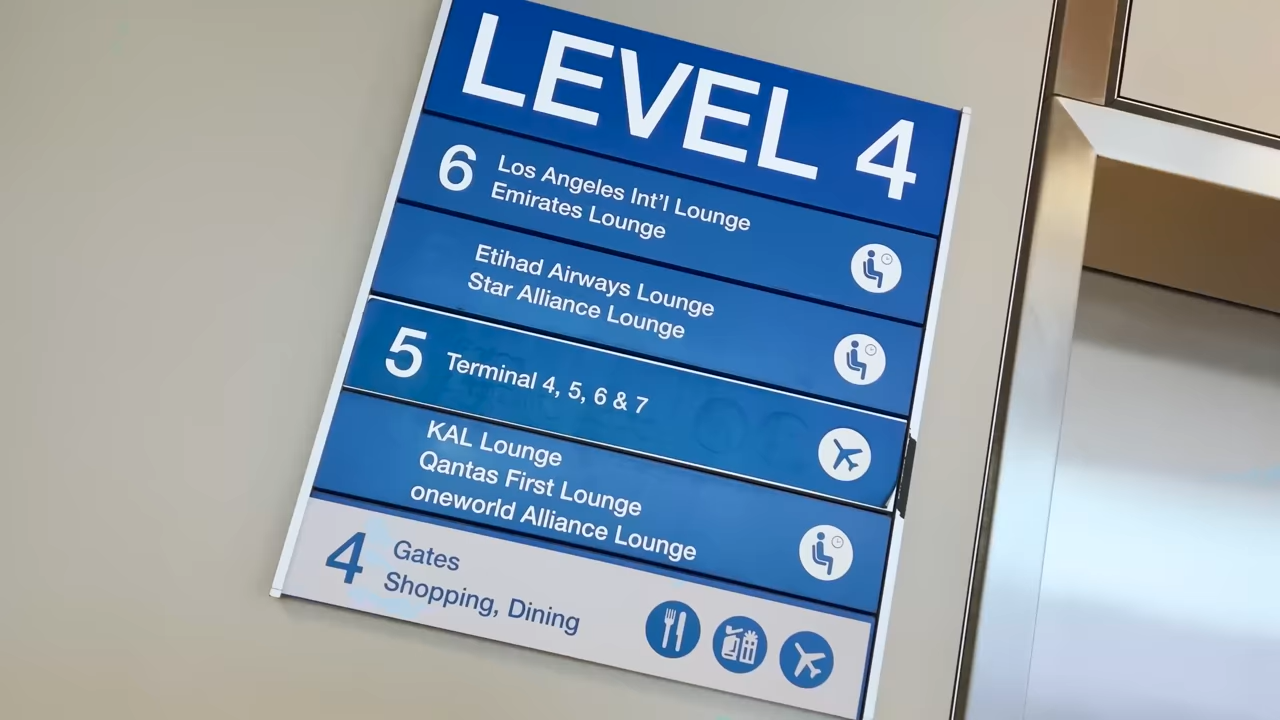 LEVEL 4
6 Los Angeles Int'l Lounge
Emirates Lounge
Etihad Airways Lounge
Star Alliance Lounge
5 Terminal 4, 5, 6 & 7
KAL Lounge
Qantas First Lounge
oneworld Alliance Lounge
4 Gates
Shopping, Dining